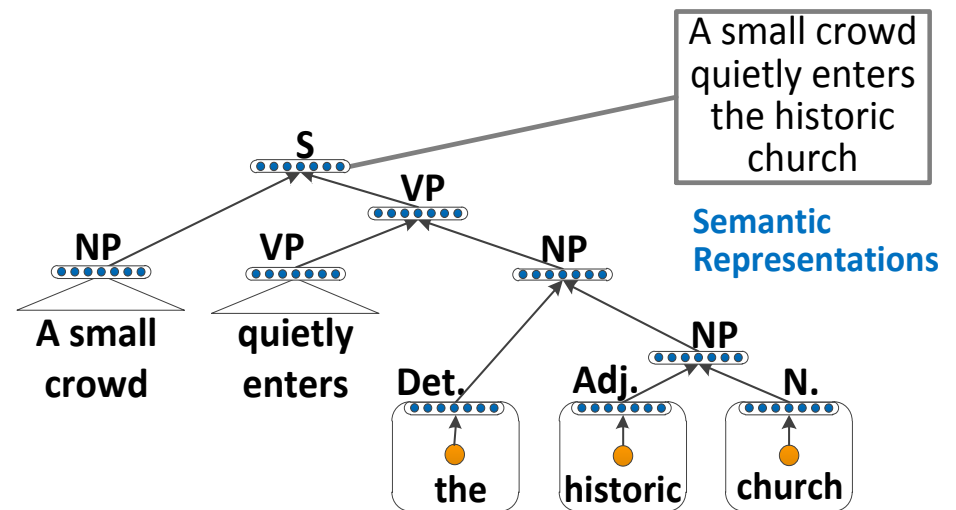 A small crowd
quietly enters
the historic
church
S
VP
Semantic
Representations
NP
VP
NP
A small
crowd
quietly
enters
NP
Det.
Adj.
N.
the
historic
church